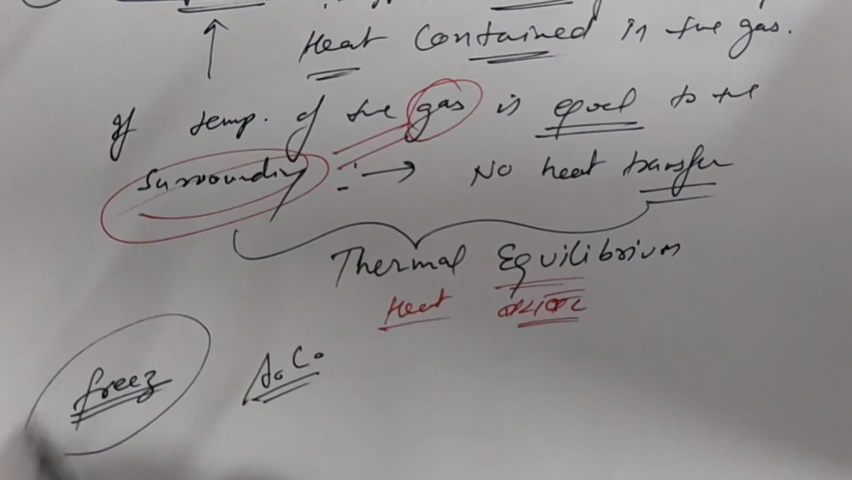 Heat Contained in the gas.
If temp. of the gas is equal to the
Surrounding → No heat transfer
Thermal Equilibrium
Heat
freez A.C.